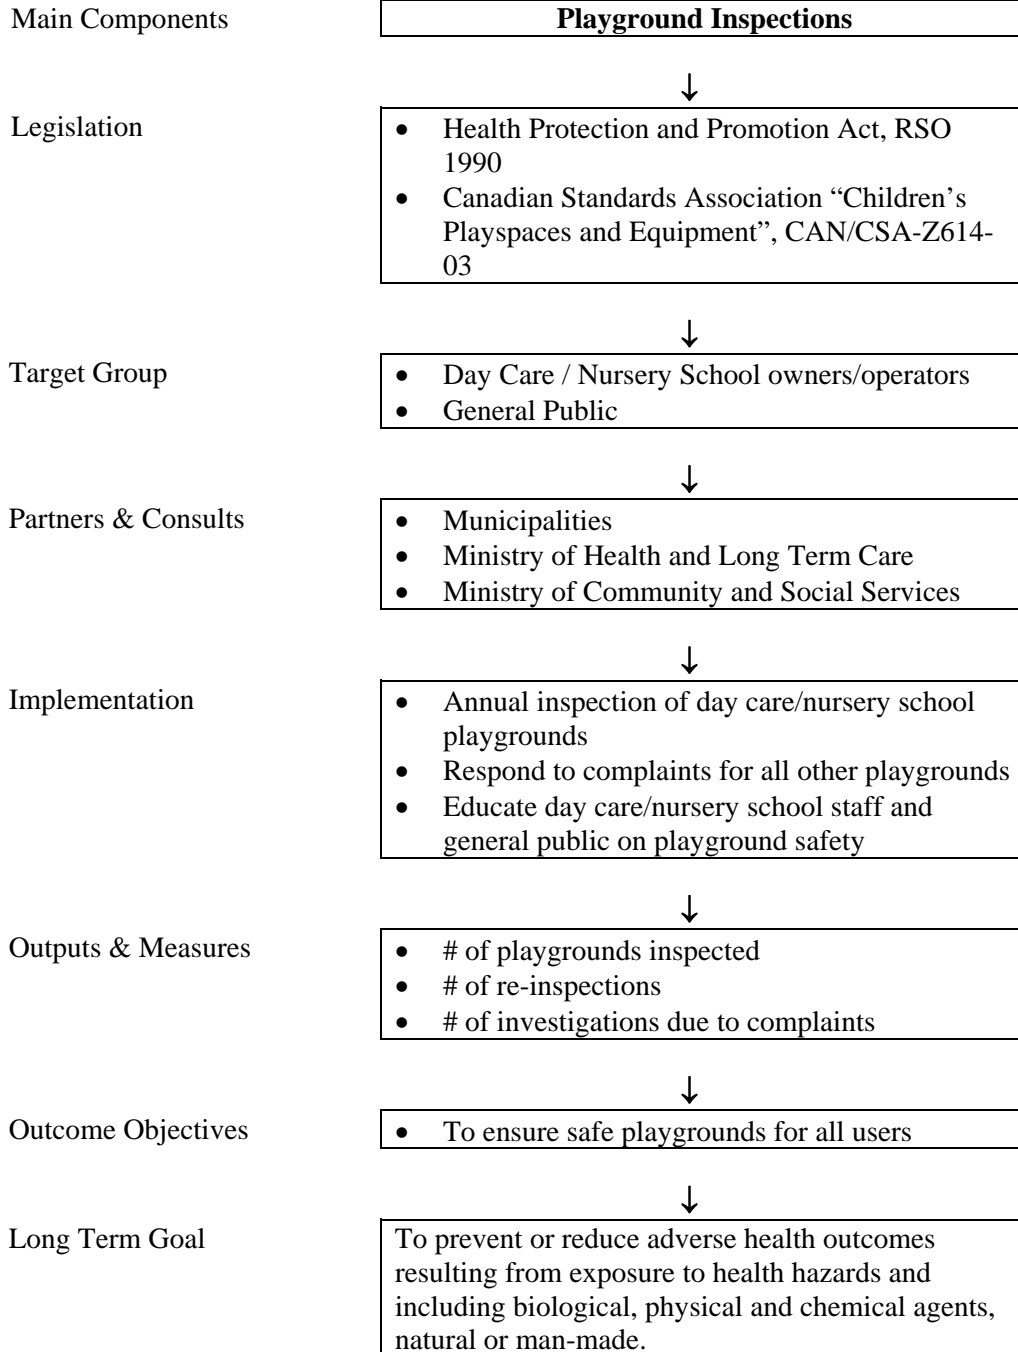 Main Components
Playground Inspections
↓
Legislation
• Health Protection and Promotion Act, RSO
1990
• Canadian Standards Association “Children’s
Playspaces and Equipment”, CAN/CSA-Z614-
03
↓
Target Group
• Day Care / Nursery School owners/operators
• General Public
↓
Partners & Consults
• Municipalities
• Ministry of Health and Long Term Care
• Ministry of Community and Social Services
↓
Implementation
• Annual inspection of day care/nursery school
playgrounds
• Respond to complaints for all other playgrounds
• Educate day care/nursery school staff and
general public on playground safety
↓
Outputs & Measures
• # of playgrounds inspected
• # of re-inspections
• # of investigations due to complaints
↓
Outcome Objectives
• To ensure safe playgrounds for all users
↓
Long Term Goal
To prevent or reduce adverse health outcomes
resulting from exposure to health hazards and
including biological, physical and chemical agents,
natural or man-made.